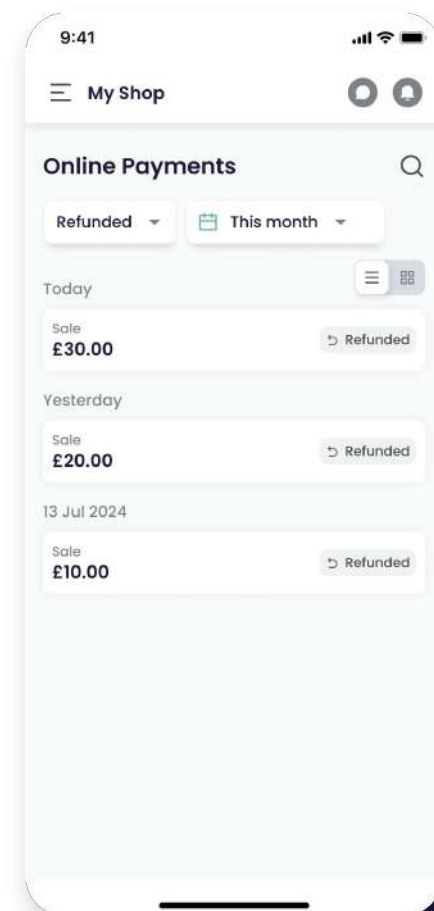 9:41
My Shop
Online Payments
Refunded
This month
Today
Sale
£30.00
Refunded
Yesterday
Sale
£20.00
Refunded
13 Jul 2024
Sale
£10.00
Refunded